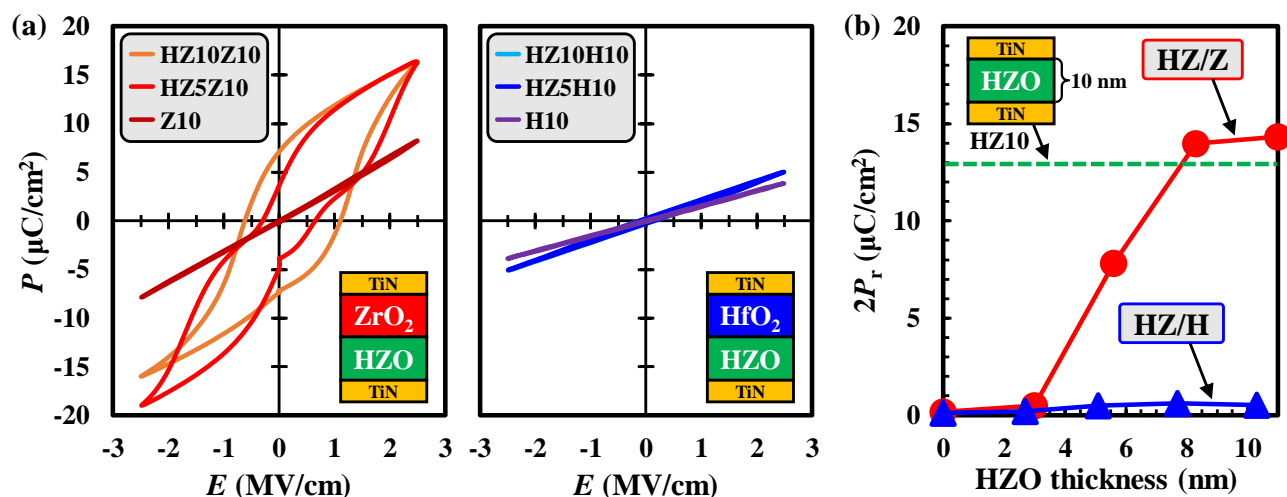 (a)
20
15
10
5
0
-5
-10
-15
-20
P (µC/cm²)
HZ10Z10
HZ5Z10
Z10
TiN
ZrO₂
HZO
TiN
-3 -2 -1 0 1 2 3
E (MV/cm)
HZ10H10
HZ5H10
H10
TiN
HfO₂
HZO
TiN
-3 -2 -1 0 1 2 3
E (MV/cm)
(b)
20
15
10
5
0
2Pᵣ (µC/cm²)
TiN
HZO
10 nm
TiN
HZ10
HZ/Z
HZ/H
0 2 4 6 8 10
HZO thickness (nm)